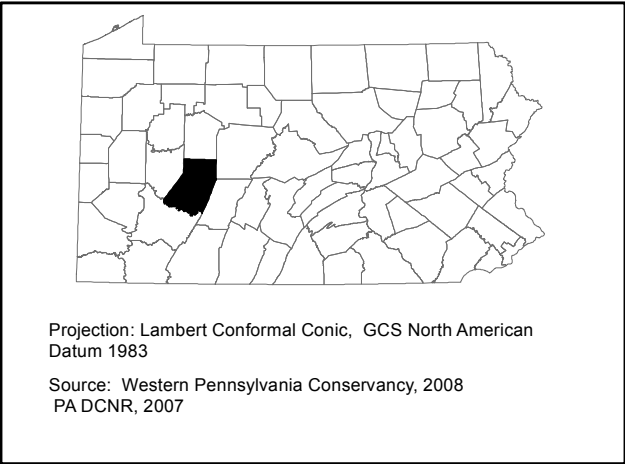 Projection: Lambert Conformal Conic, GCS North American
Datum 1983
Source: Western Pennsylvania Conservancy, 2008
PA DCNR, 2007